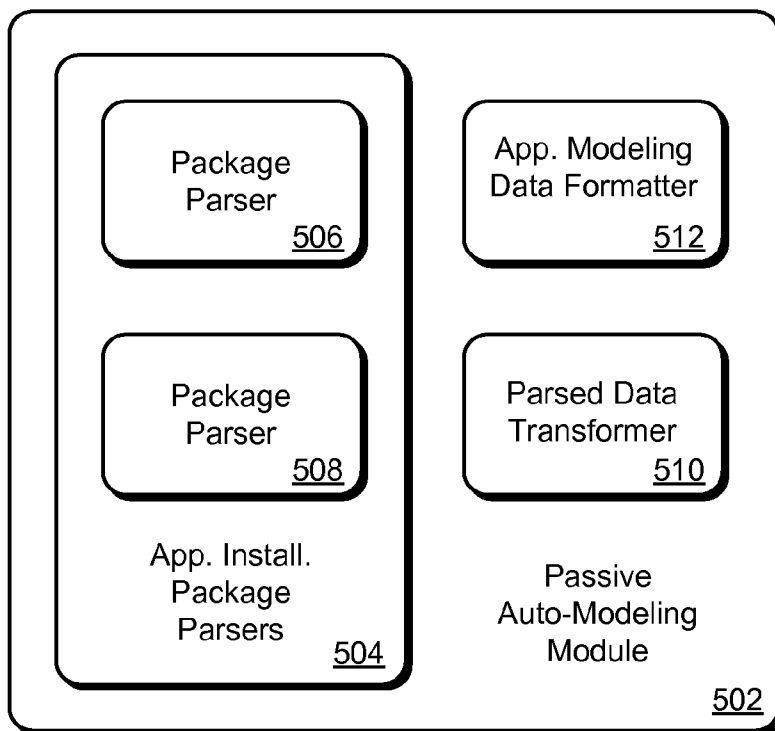 Package
Parser
506
App. Modeling
Data Formatter
512
Package
Parser
508
Parsed Data
Transformer
510
App. Install.
Package
Parsers
504
Passive
Auto-Modeling
Module
502